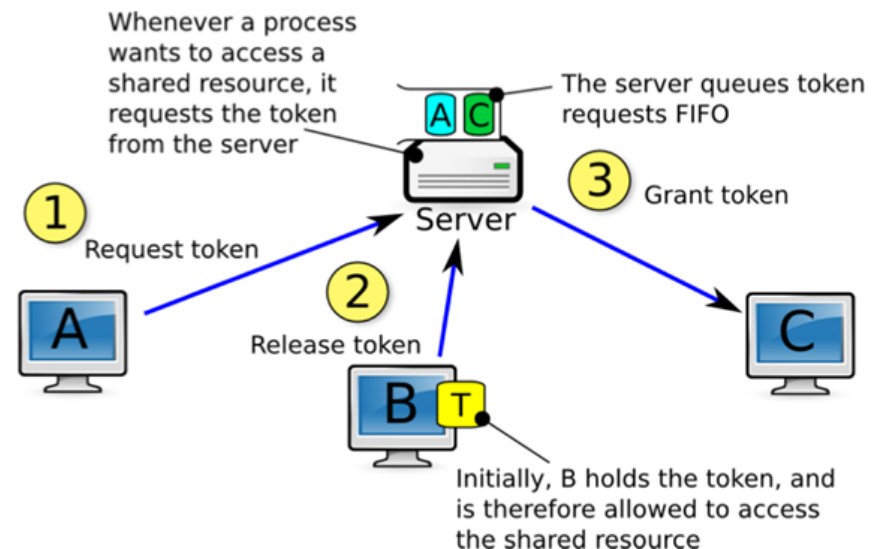 Whenever a process
wants to access a
shared resource, it
requests the token
from the server
A C
The server queues token
requests FIFO
Server
1
Request token
3
Grant token
2
Release token
A
B
T
C
Initially, B holds the token, and
is therefore allowed to access
the shared resource